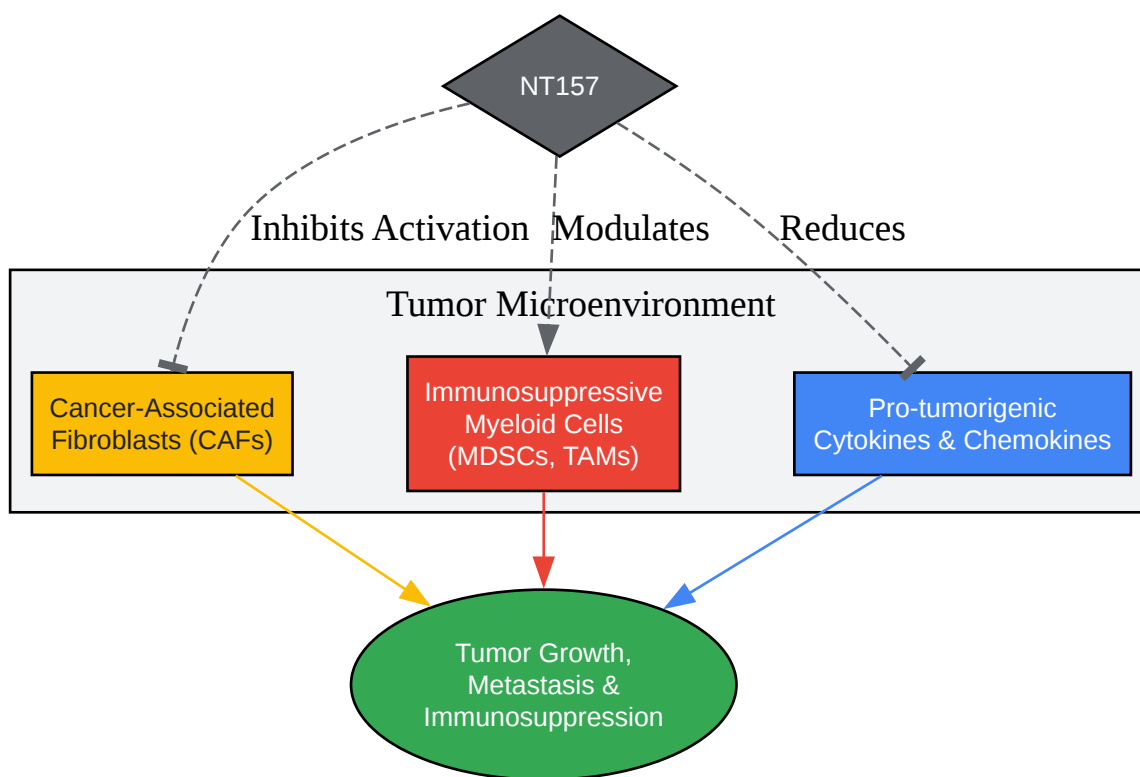 NT157
Inhibits Activation
Modulates
Reduces
Tumor Microenvironment
Cancer-Associated
Fibroblasts (CAFs)
Immunosuppressive
Myeloid Cells
(MDSCs, TAMs)
Pro-tumorigenic
Cytokines & Chemokines
Tumor Growth,
Metastasis &
Immunosuppression